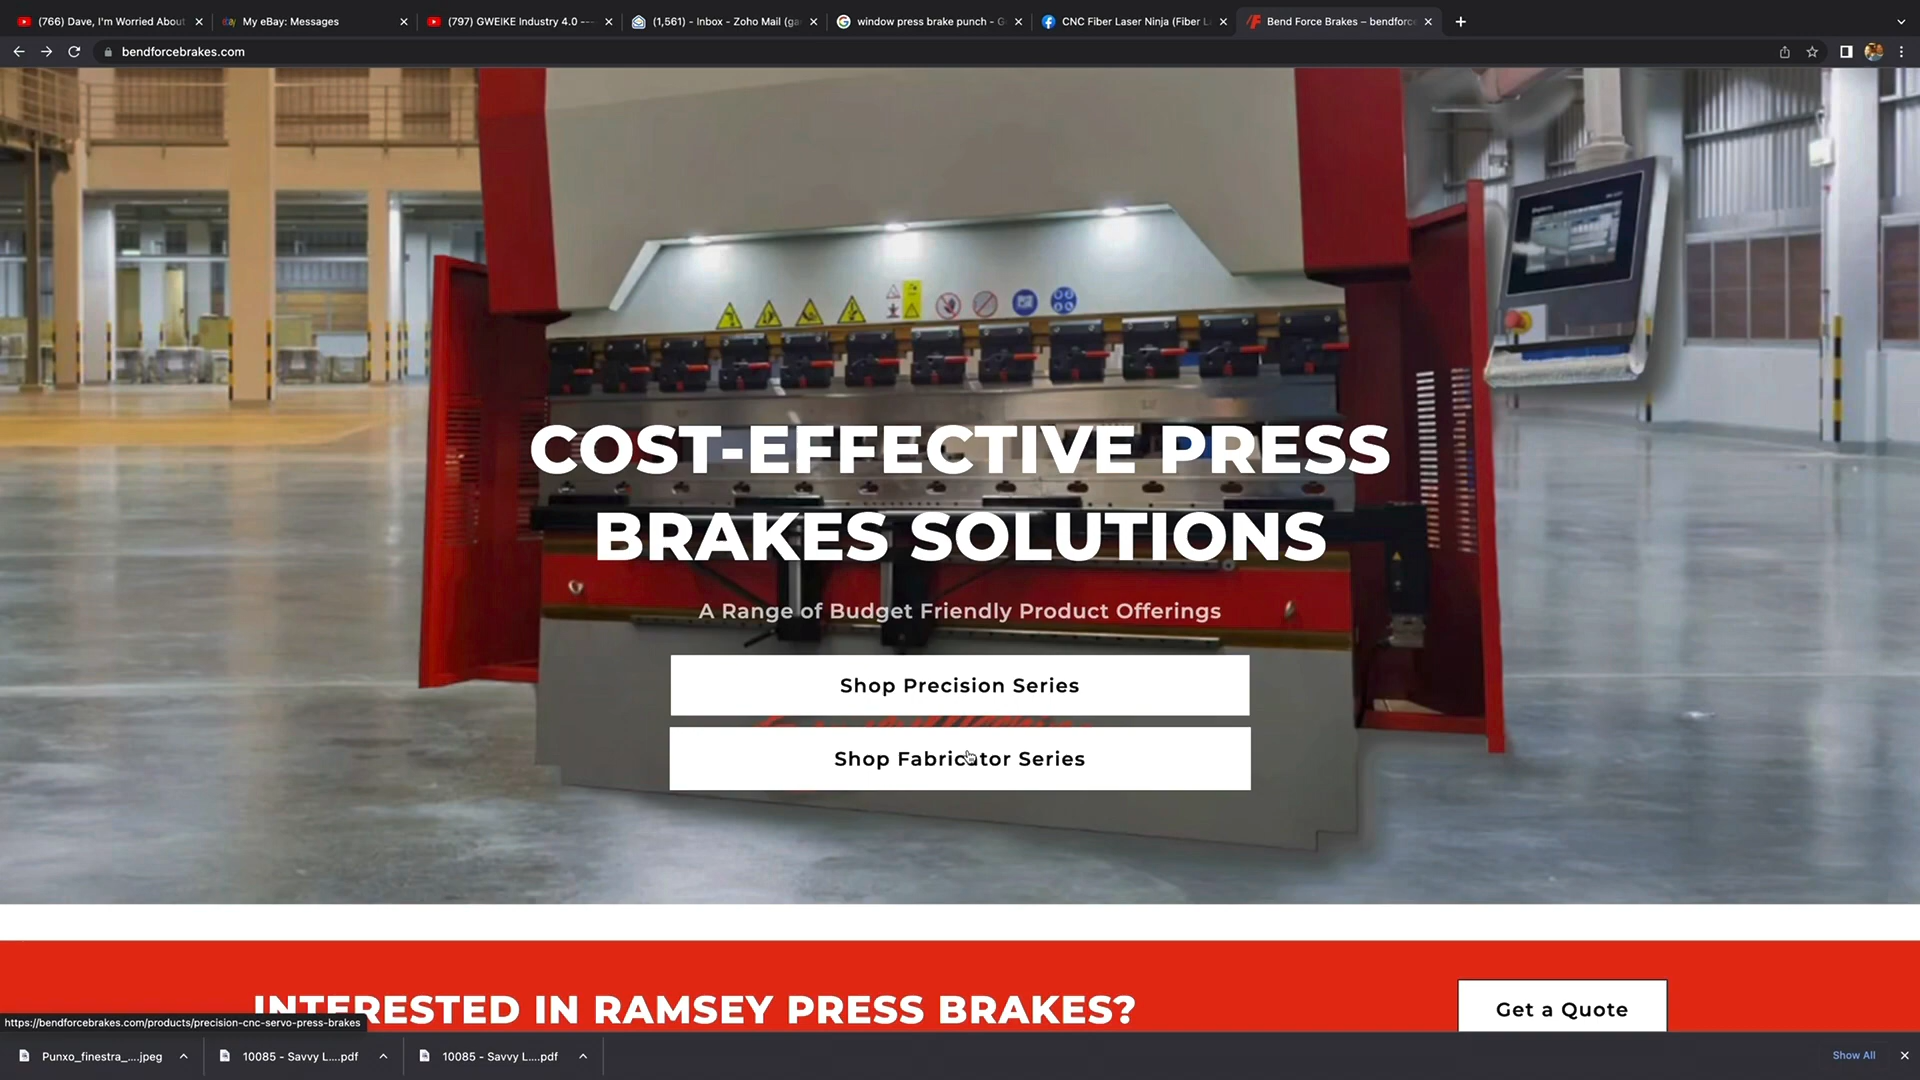 (766) Dave, I'm Worried About
My eBay: Messages
(797) GWEIKE Industry 4.0 ---
(1,561) - Inbox - Zoho Mail (ga
window press brake punch - G
CNC Fiber Laser Ninja (Fiber L
Bend Force Brakes – bendforce
bendforcebrakes.com
COST-EFFECTIVE PRESS
BRAKES SOLUTIONS
A Range of Budget Friendly Product Offerings
Shop Precision Series
Shop Fabricator Series
INTERESTED IN RAMSEY PRESS BRAKES?
Get a Quote
https://bendforcebrakes.com/products/precision-cnc-servo-press-brakes
Punxo_finestra_....jpeg
10085 - Savvy L....pdf
10085 - Savvy L....pdf
Show All